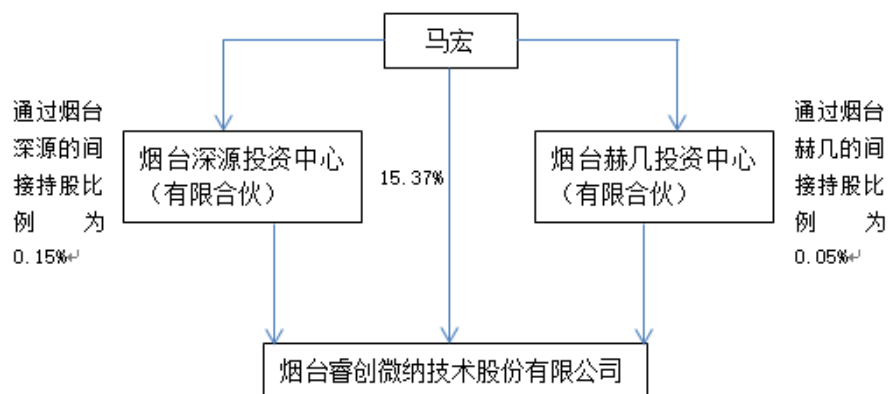 马宏
通过烟台
深源的间
接持股比
例为
0.15%↵
烟台深源投资中心
（有限合伙）
15.37%
烟台赫几投资中心
（有限合伙）
通过烟台
赫几的间
接持股比
例为
0.05%↵
烟台睿创微纳技术股份有限公司